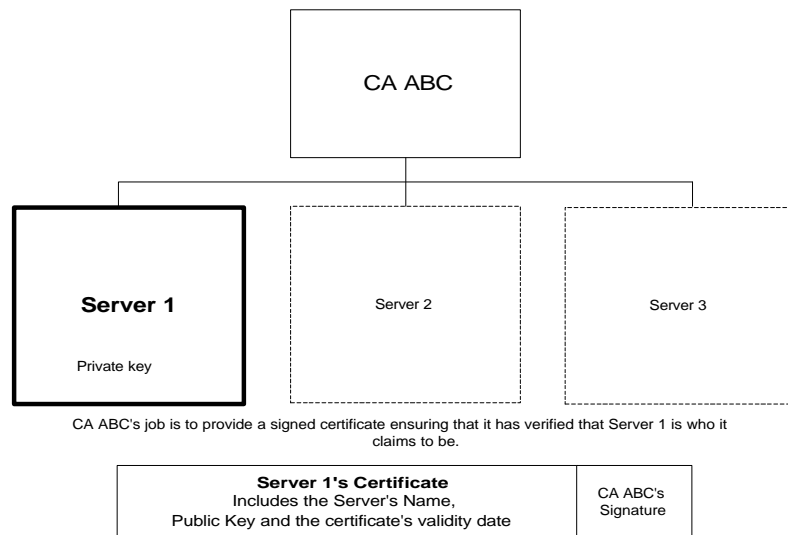 CA ABC
Server 1
Private key
Server 2
Server 3
CA ABC's job is to provide a signed certificate ensuring that it has verified that Server 1 is who it
claims to be.
Server 1's Certificate
Includes the Server's Name,
Public Key and the certificate's validity date
CA ABC's
Signature